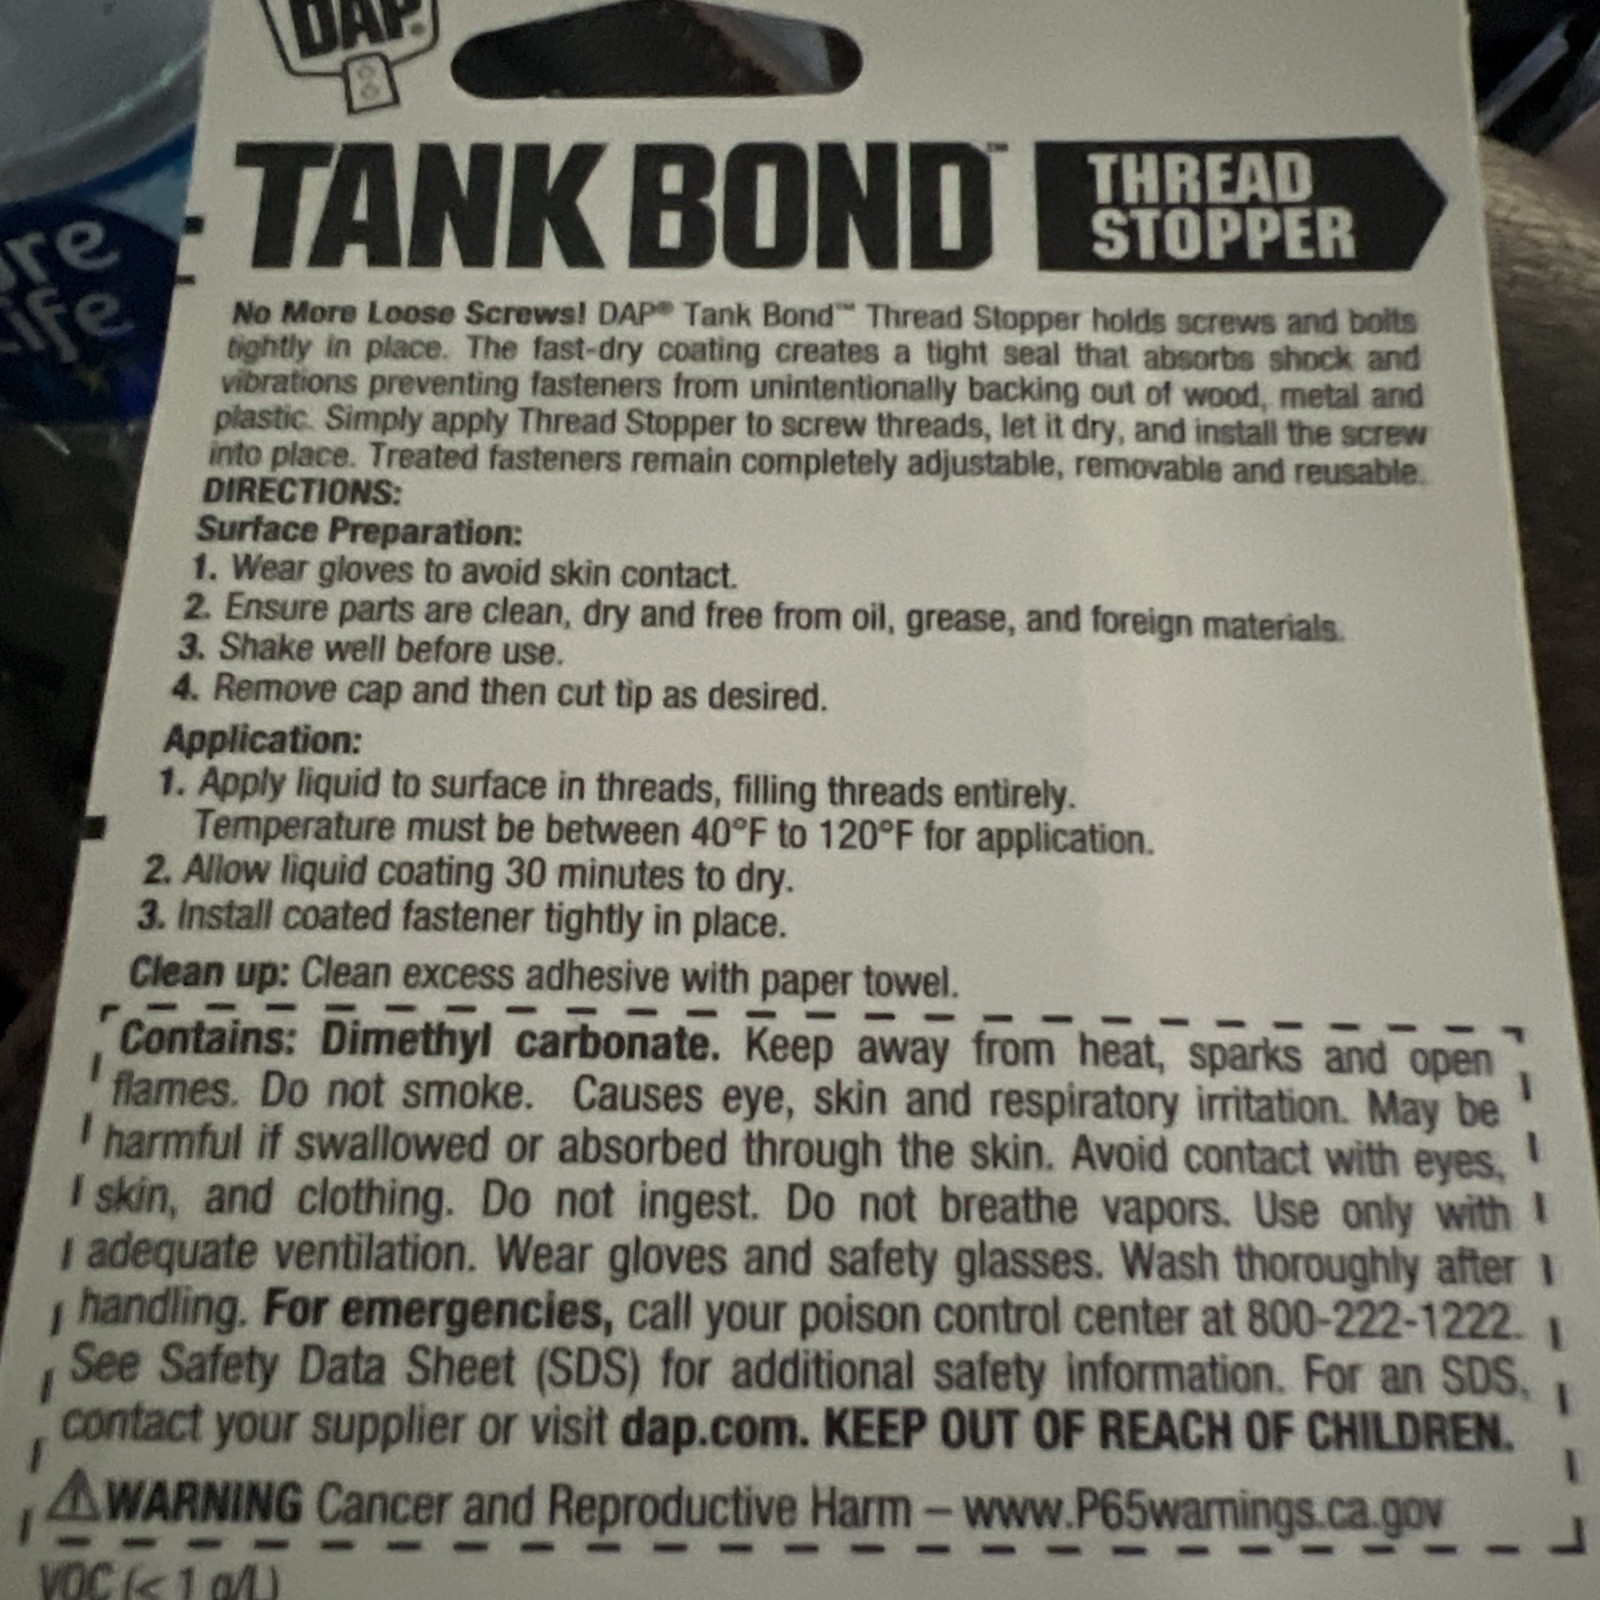 DAP®
TANK BOND™
THREAD
STOPPER
No More Loose Screws! DAP® Tank Bond™ Thread Stopper holds screws and bolts
tightly in place. The fast-dry coating creates a tight seal that absorbs shock and
vibrations preventing fasteners from unintentionally backing out of wood, metal and
plastic. Simply apply Thread Stopper to screw threads, let it dry, and install the screw
into place. Treated fasteners remain completely adjustable, removable and reusable.
DIRECTIONS:
Surface Preparation:
1. Wear gloves to avoid skin contact.
2. Ensure parts are clean, dry and free from oil, grease, and foreign materials.
3. Shake well before use.
4. Remove cap and then cut tip as desired.
Application:
1. Apply liquid to surface in threads, filling threads entirely.
Temperature must be between 40°F to 120°F for application.
2. Allow liquid coating 30 minutes to dry.
3. Install coated fastener tightly in place.
Clean up: Clean excess adhesive with paper towel.
Contains: Dimethyl carbonate. Keep away from heat, sparks and open
flames. Do not smoke. Causes eye, skin and respiratory irritation. May be
harmful if swallowed or absorbed through the skin. Avoid contact with eyes,
skin, and clothing. Do not ingest. Do not breathe vapors. Use only with
adequate ventilation. Wear gloves and safety glasses. Wash thoroughly after
handling. For emergencies, call your poison control center at 800-222-1222.
See Safety Data Sheet (SDS) for additional safety information. For an SDS,
contact your supplier or visit dap.com. KEEP OUT OF REACH OF CHILDREN.
⚠WARNING Cancer and Reproductive Harm – www.P65warnings.ca.gov
VOC (< 1 g/L)